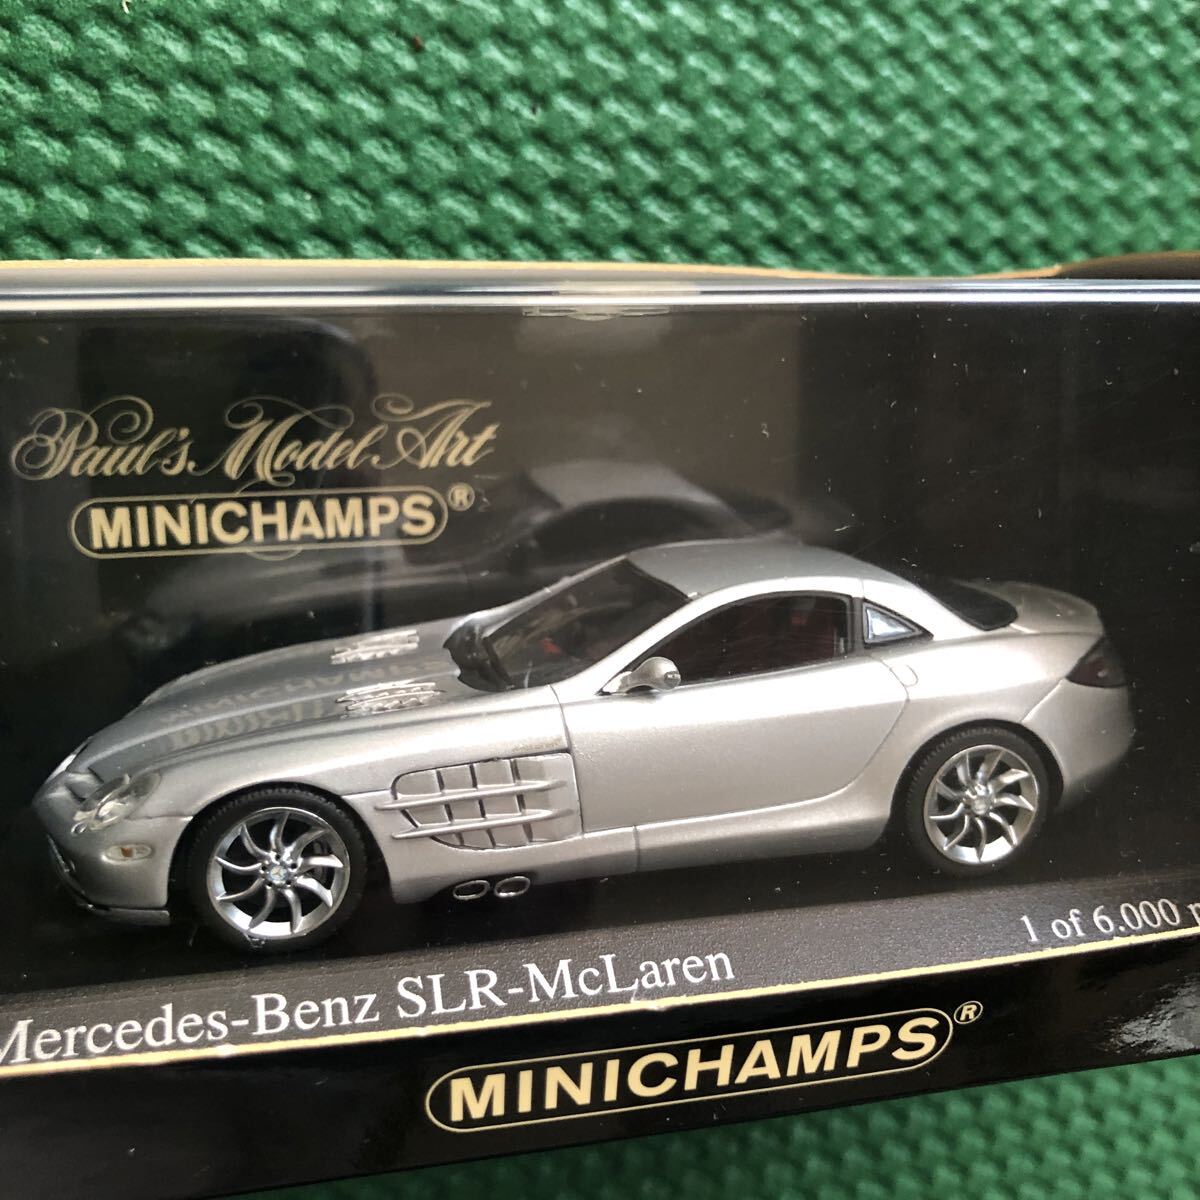 Paul's Model Art
MINICHAMPS®
Mercedes-Benz SLR-McLaren
1 of 6.000
MINICHAMPS®